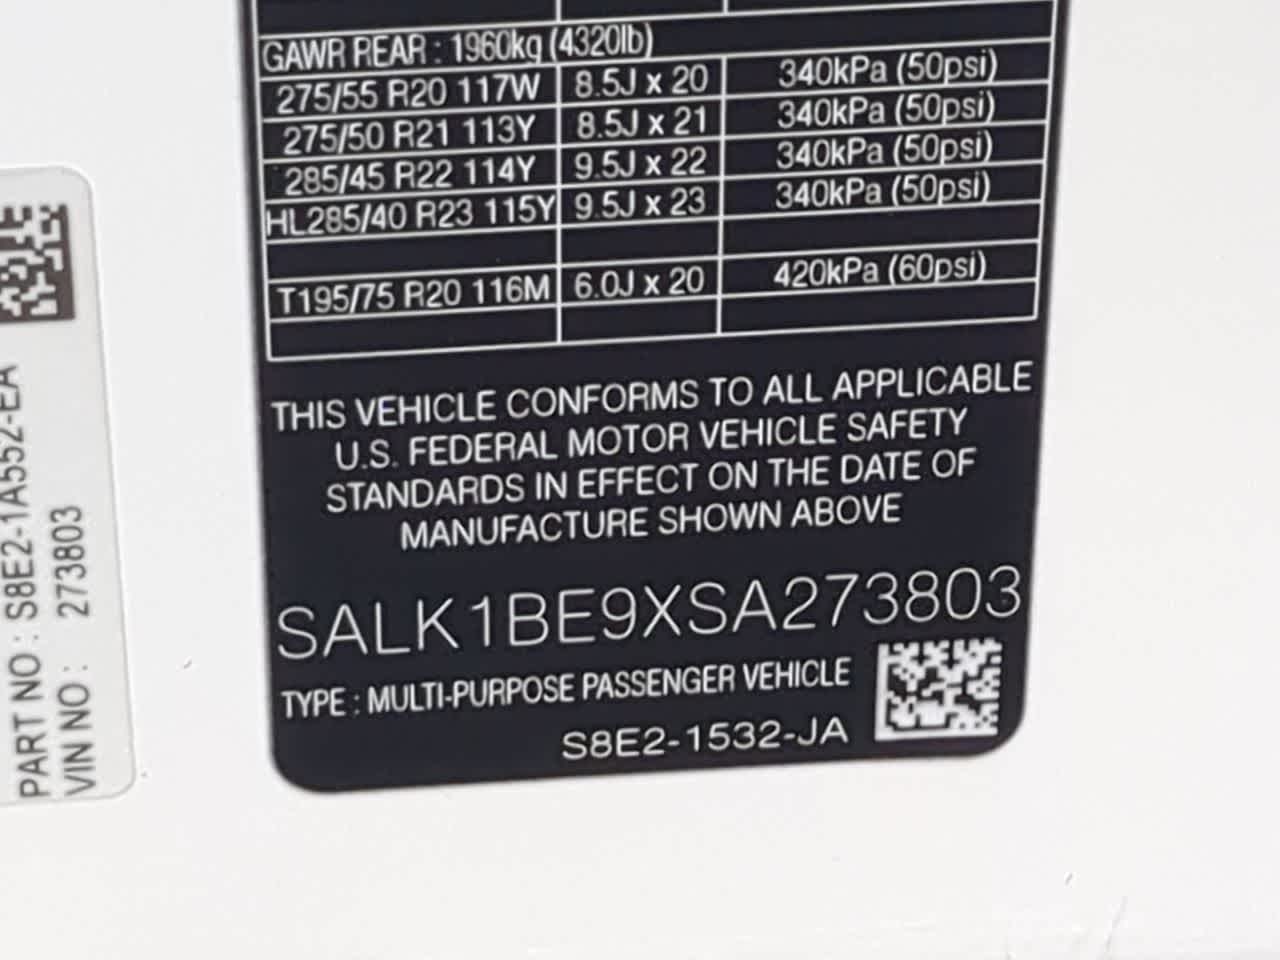 GAWR REAR : 1960kg (4320lb)
275/55 R20 117W 8.5J x 20 340kPa (50psi)
275/50 R21 113Y 8.5J x 21 340kPa (50psi)
285/45 R22 114Y 9.5J x 22 340kPa (50psi)
HL285/40 R23 115Y 9.5J x 23 340kPa (50psi)
T195/75 R20 116M 6.0J x 20 420kPa (60psi)
THIS VEHICLE CONFORMS TO ALL APPLICABLE
U.S. FEDERAL MOTOR VEHICLE SAFETY
STANDARDS IN EFFECT ON THE DATE OF
MANUFACTURE SHOWN ABOVE
SALK1BE9XSA273803
TYPE : MULTI-PURPOSE PASSENGER VEHICLE
S8E2-1532-JA
PART NO : S8E2-1A552-EA
VIN NO : 273803